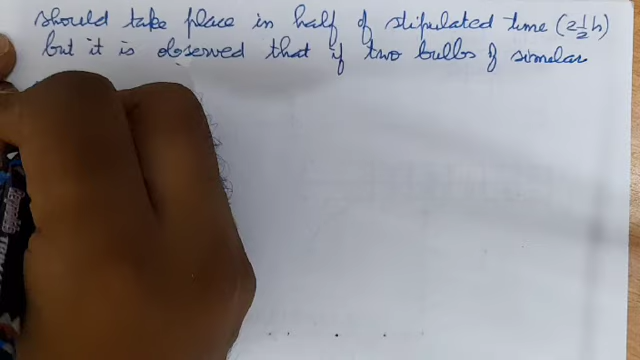 should take place in half of stipulated time (2½h)
but it is observed that if two bulbs of similar